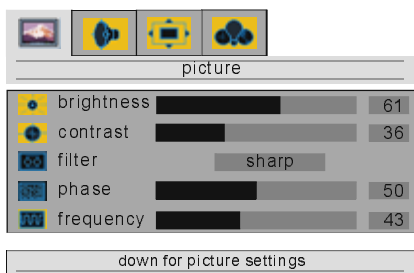 picture
brightness 61
contrast 36
filter sharp
phase 50
frequency 43
down for picture settings